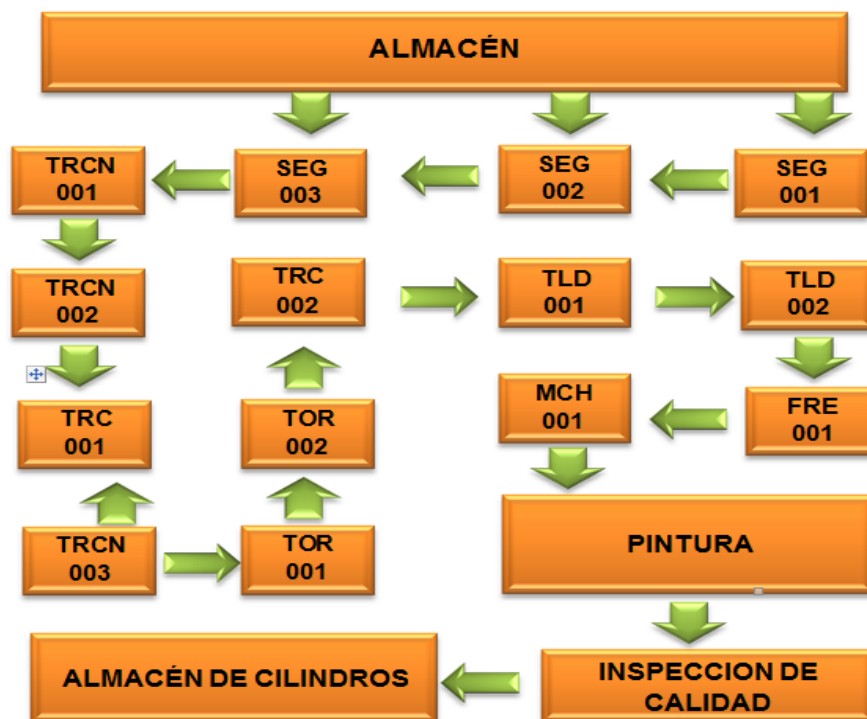 ALMACÉN
TRCN
001
SEG
003
SEG
002
SEG
001
TRCN
002
TRC
002
TLD
001
TLD
002
TRC
001
TOR
002
MCH
001
FRE
001
TRCN
003
TOR
001
PINTURA
ALMACÉN DE CILINDROS
INSPECCION DE
CALIDAD